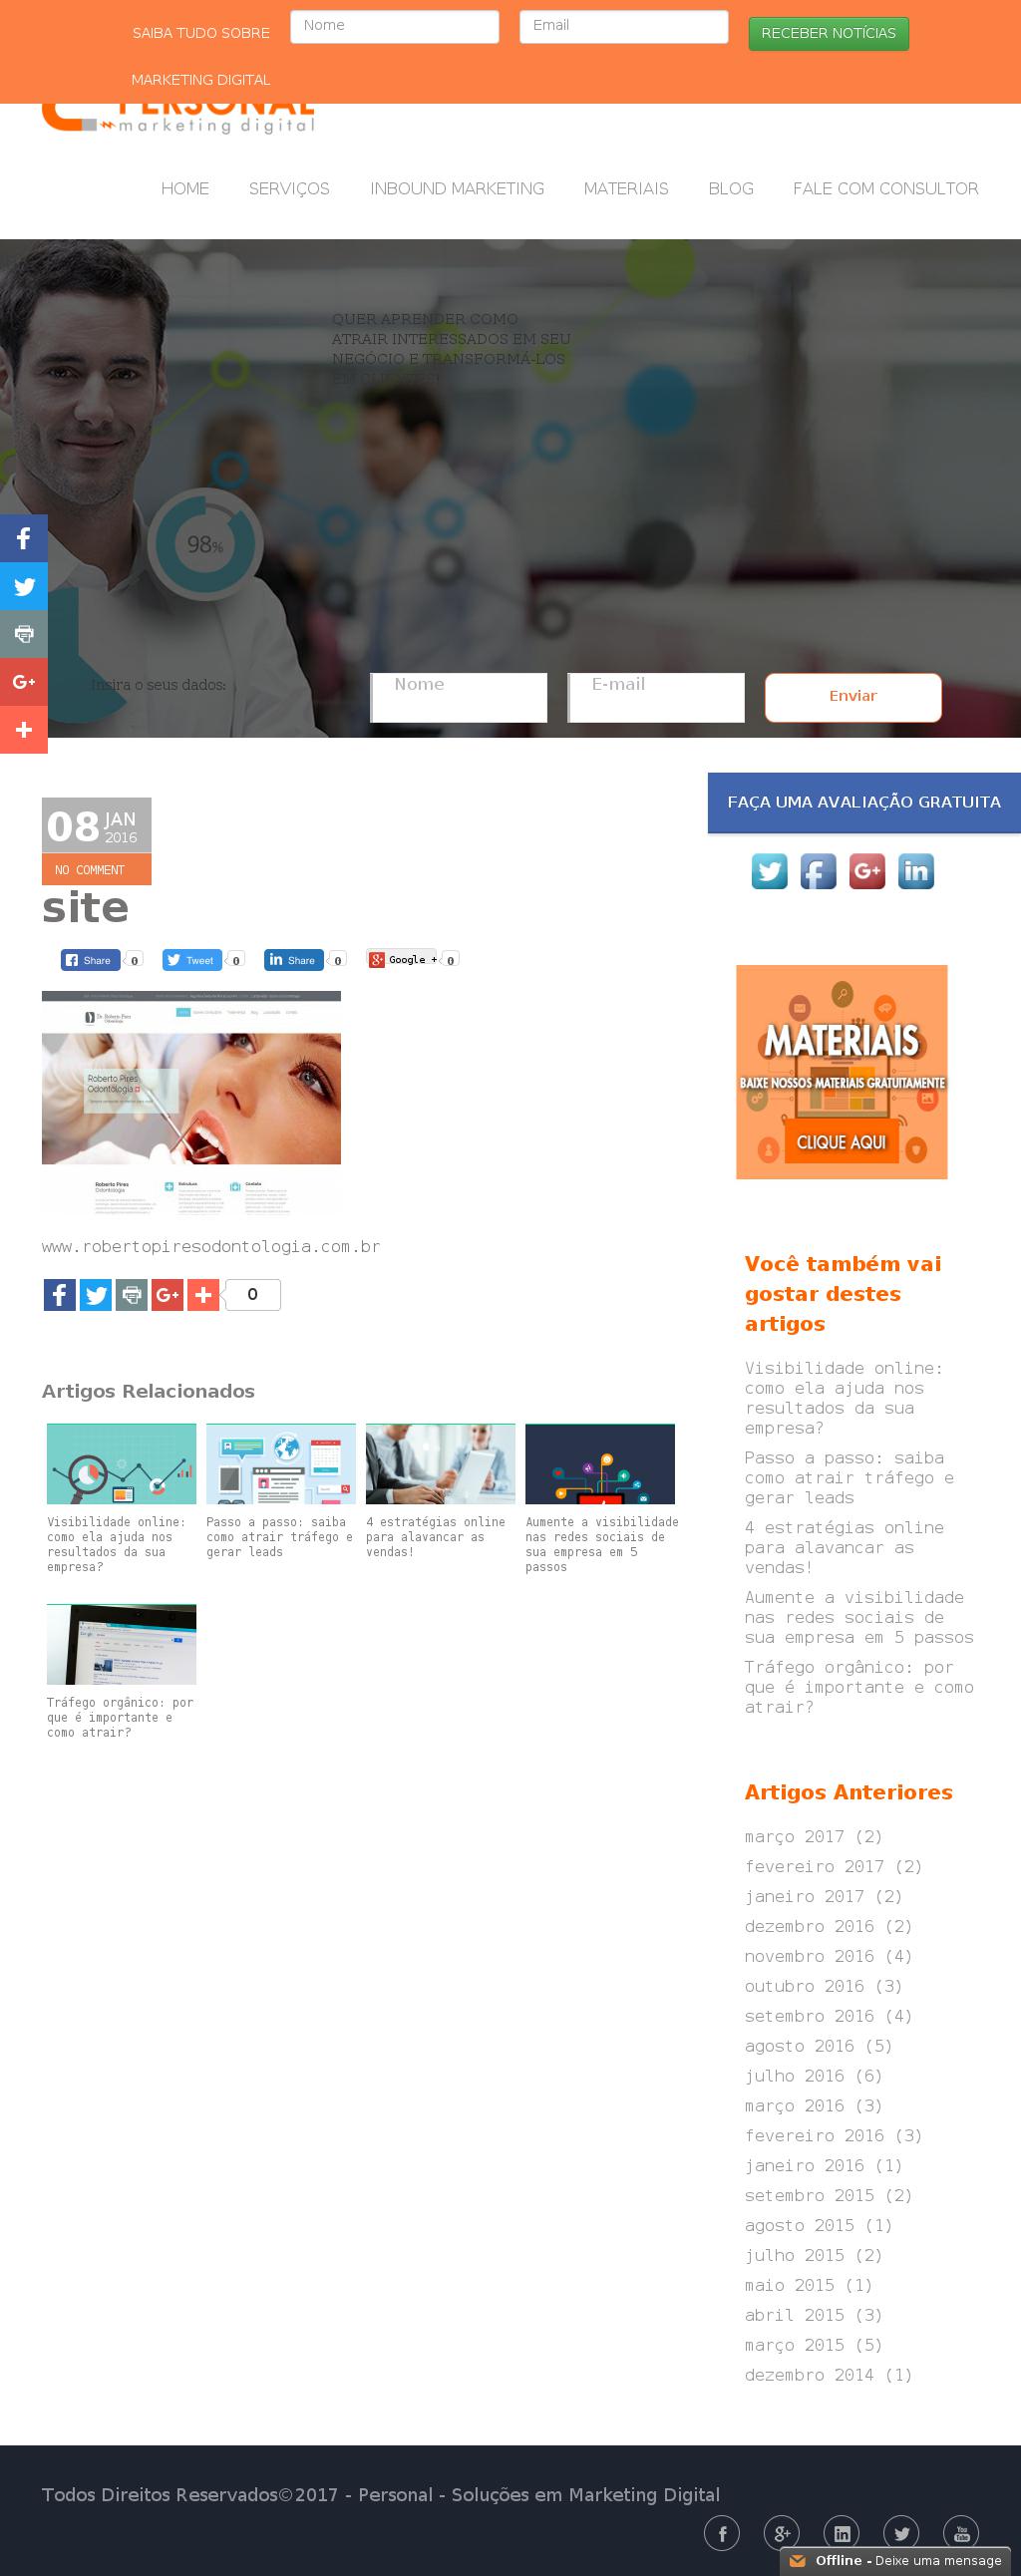 SAIBA TUDO SOBRE
MARKETING DIGITAL
Nome
Email
RECEBER NOTÍCIAS
PERSONAL
marketing digital
HOME
SERVIÇOS
INBOUND MARKETING
MATERIAIS
BLOG
FALE COM CONSULTOR
QUER APRENDER COMO
ATRAIR INTERESSADOS EM SEU
NEGÓCIO E TRANSFORMÁ-LOS
98%
Insira o seus dados:
Nome
E-mail
Enviar
FAÇA UMA AVALIAÇÃO GRATUITA
08 JAN
2016
NO COMMENT
site
Share 0
Tweet 0
Share 0
Google + 0
Dr. Roberto Pires
Roberto Pires
Odontologia
Roberto Pires
Odontologia
www.robertopiresodontologia.com.br
0
MATERIAIS
BAIXE NOSSOS MATERIAIS GRATUITAMENTE
CLIQUE AQUI
Artigos Relacionados
Visibilidade online:
como ela ajuda nos
resultados da sua
empresa?
Passo a passo: saiba
como atrair tráfego e
gerar leads
4 estratégias online
para alavancar as
vendas!
Aumente a visibilidade
nas redes sociais de
sua empresa em 5
passos
Tráfego orgânico: por
que é importante e
como atrair?
Você também vai
gostar destes
artigos
Visibilidade online:
como ela ajuda nos
resultados da sua
empresa?
Passo a passo: saiba
como atrair tráfego e
gerar leads
4 estratégias online
para alavancar as
vendas!
Aumente a visibilidade
nas redes sociais de
sua empresa em 5 passos
Tráfego orgânico: por
que é importante e como
atrair?
Artigos Anteriores
março 2017 (2)
fevereiro 2017 (2)
janeiro 2017 (2)
dezembro 2016 (2)
novembro 2016 (4)
outubro 2016 (3)
setembro 2016 (4)
agosto 2016 (5)
julho 2016 (6)
março 2016 (3)
fevereiro 2016 (3)
janeiro 2016 (1)
setembro 2015 (2)
agosto 2015 (1)
julho 2015 (2)
maio 2015 (1)
abril 2015 (3)
março 2015 (5)
dezembro 2014 (1)
Todos Direitos Reservados©2017 - Personal - Soluções em Marketing Digital
Offline - Deixe uma mensage